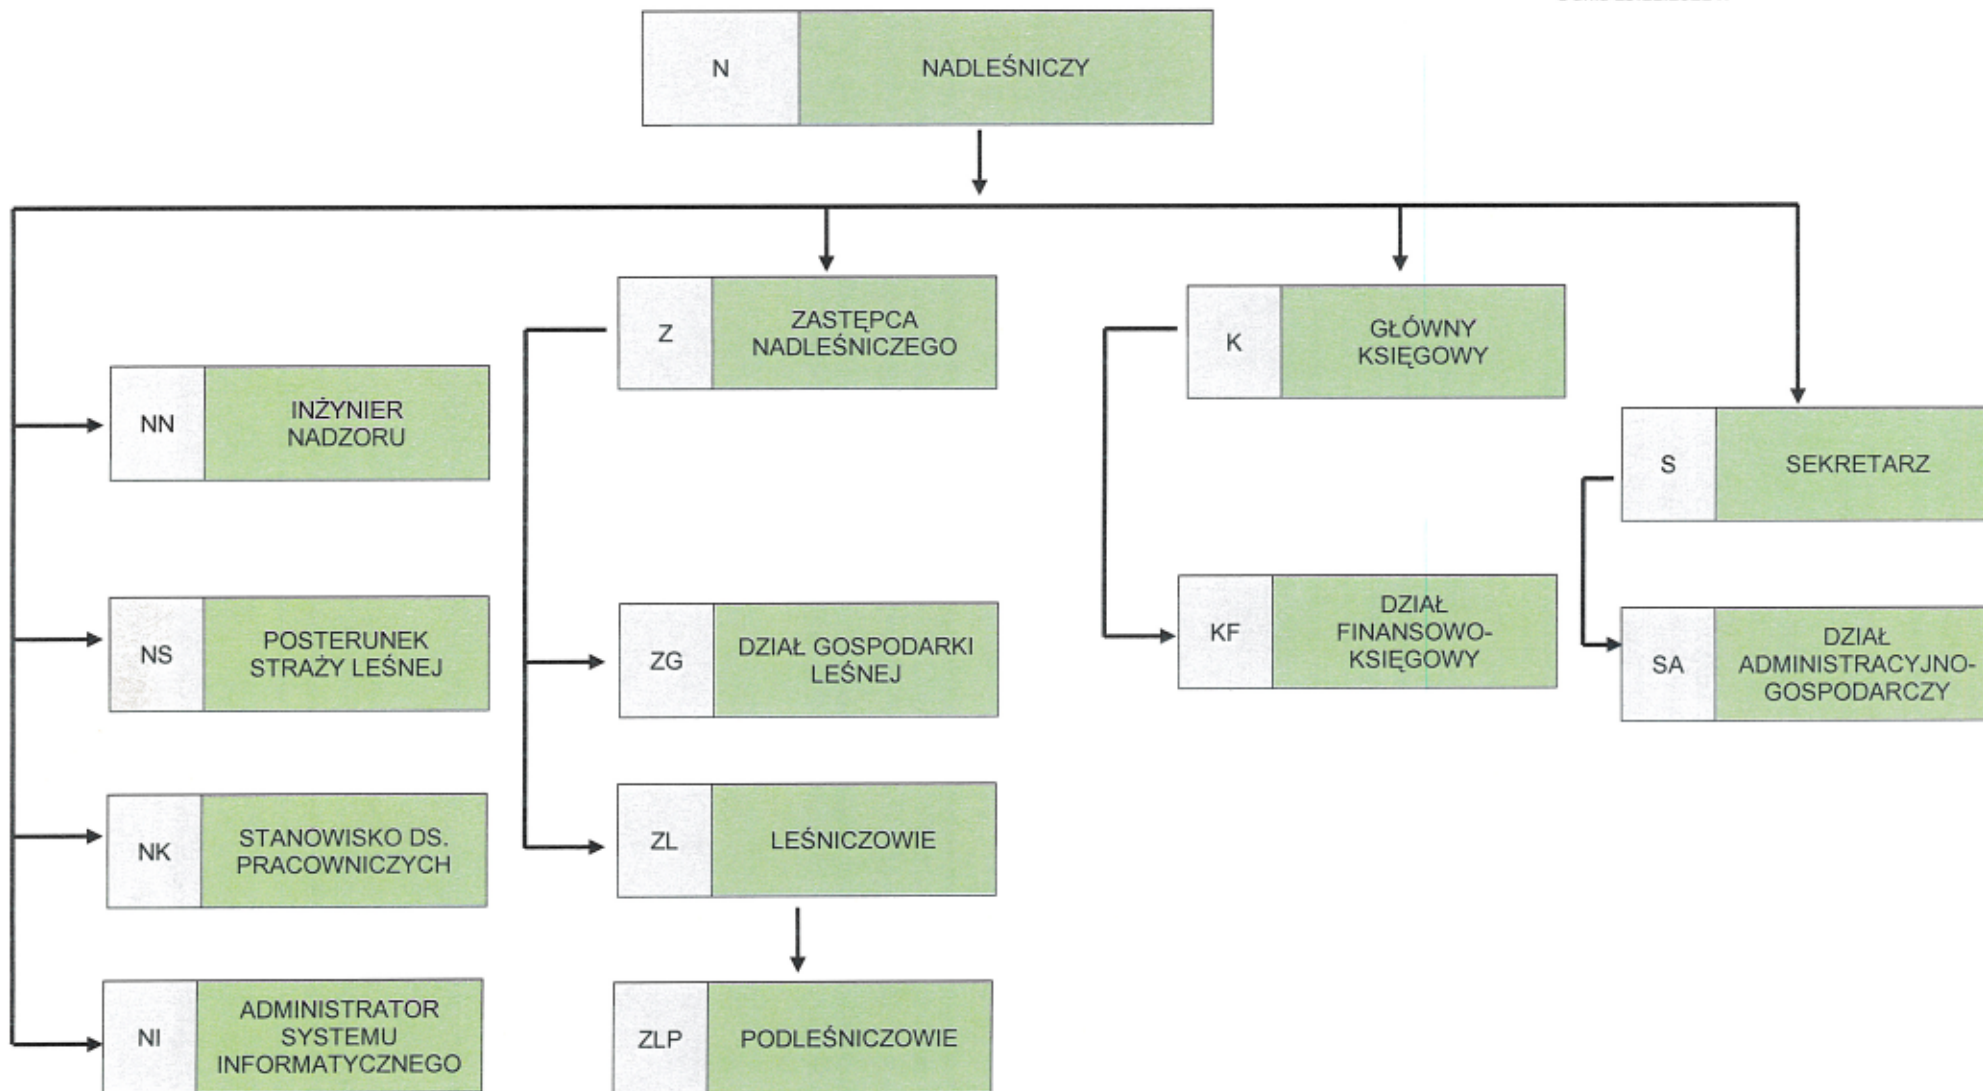 N
NADLEŚNICZY
Z
ZASTĘPCA
NADLEŚNICZEGO
K
GŁÓWNY
KSIĘGOWY
NN
INŻYNIER
NADZORU
S
SEKRETARZ
NS
POSTERUNEK
STRAŻY LEŚNEJ
ZG
DZIAŁ GOSPODARKI
LEŚNEJ
KF
DZIAŁ
FINANSOWO-
KSIĘGOWY
SA
DZIAŁ
ADMINISTRACYJNO-
GOSPODARCZY
NK
STANOWISKO DS.
PRACOWNICZYCH
ZL
LEŚNICZOWIE
NI
ADMINISTRATOR
SYSTEMU
INFORMATYCZNEGO
ZLP
PODLEŚNICZOWIE